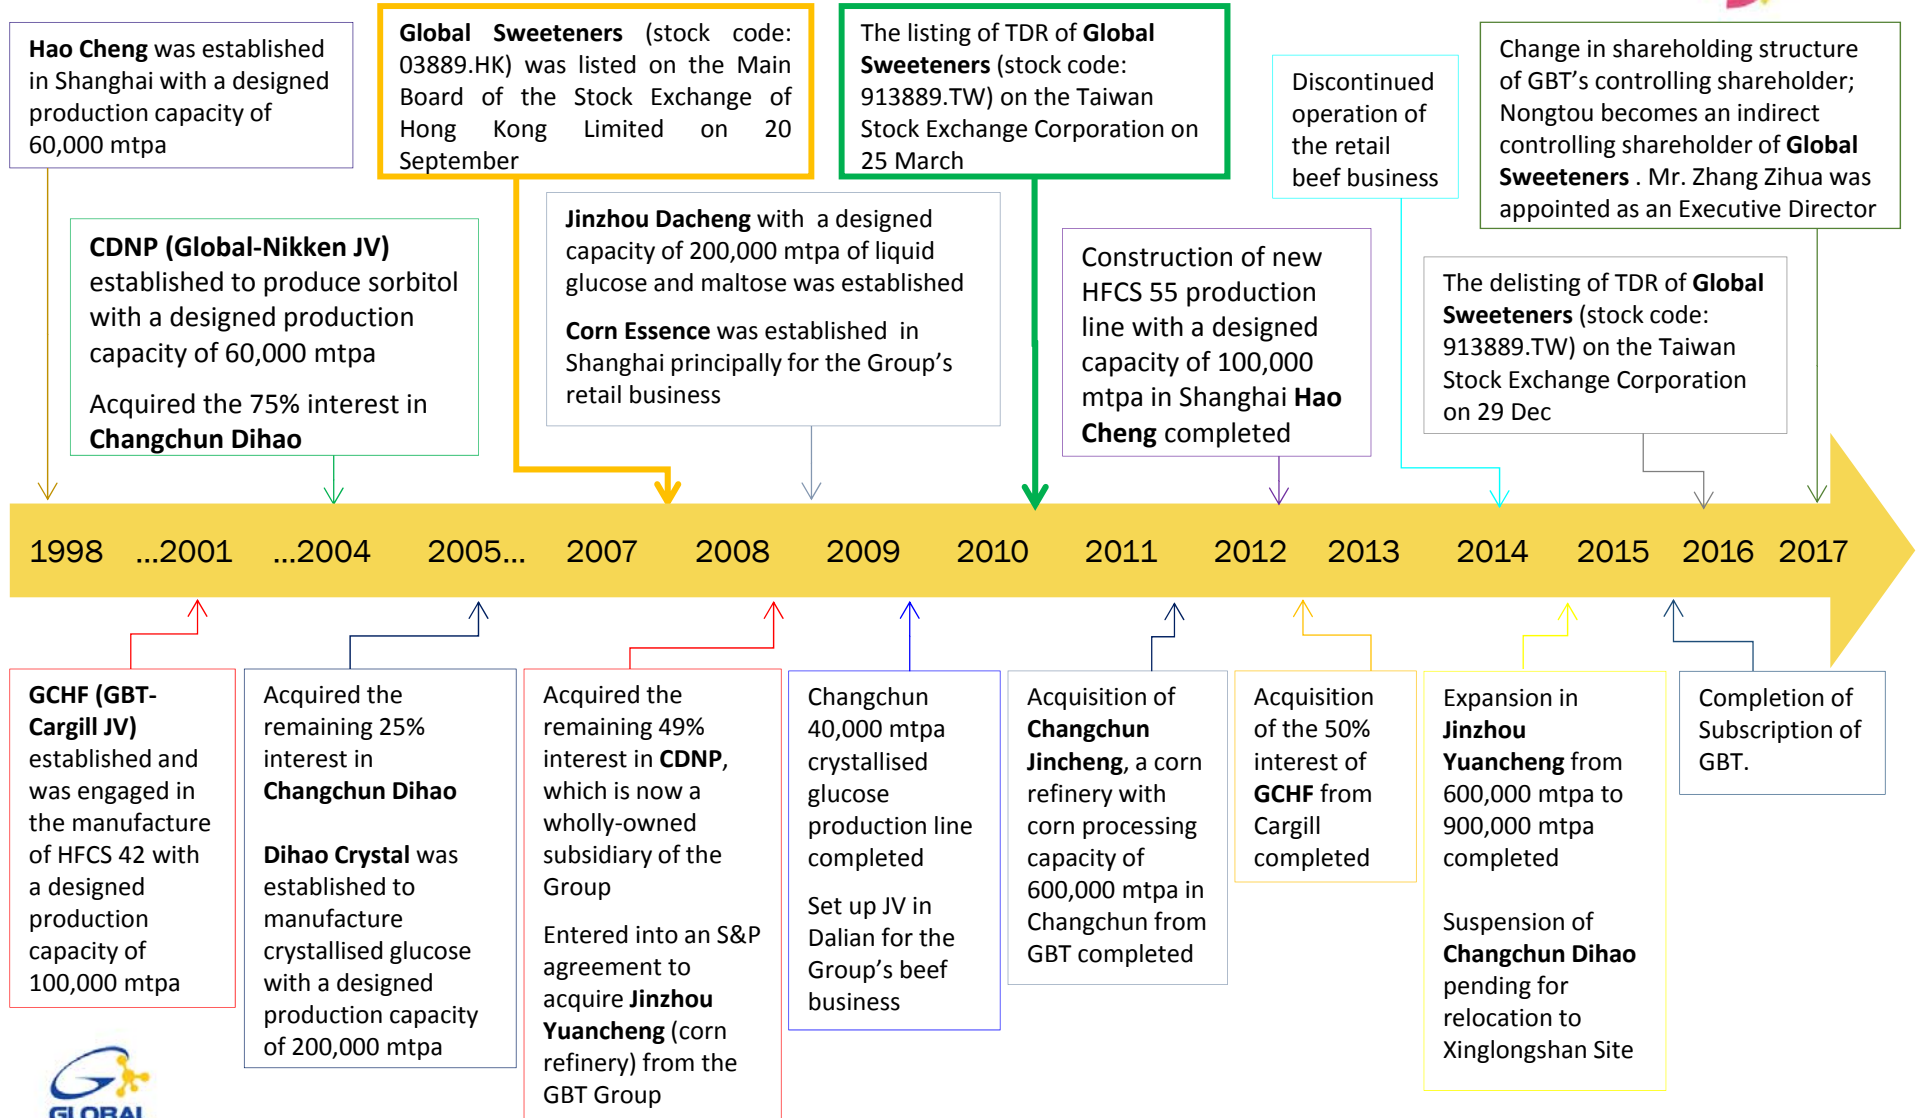 Hao Cheng was established
in Shanghai with a designed
production capacity of
60,000 mtpa
Global Sweeteners (stock code:
03889.HK) was listed on the Main
Board of the Stock Exchange of
Hong Kong Limited on 20
September
The listing of TDR of Global
Sweeteners (stock code:
913889.TW) on the Taiwan
Stock Exchange Corporation on
25 March
Discontinued
operation of
the retail
beef business
Change in shareholding structure
of GBT's controlling shareholder;
Nongtou becomes an indirect
controlling shareholder of Global
Sweeteners . Mr. Zhang Zihua was
appointed as an Executive Director
CDNP (Global-Nikken JV)
established to produce sorbitol
with a designed production
capacity of 60,000 mtpa
Acquired the 75% interest in
Changchun Dihao
Jinzhou Dacheng with a designed
capacity of 200,000 mtpa of liquid
glucose and maltose was established
Corn Essence was established in
Shanghai principally for the Group's
retail business
Construction of new
HFCS 55 production
line with a designed
capacity of 100,000
mtpa in Shanghai Hao
Cheng completed
The delisting of TDR of Global
Sweeteners (stock code:
913889.TW) on the Taiwan
Stock Exchange Corporation
on 29 Dec
1998 ...2001 ...2004 2005... 2007 2008 2009 2010 2011 2012 2013 2014 2015 2016 2017
GCHF (GBT-
Cargill JV)
established and
was engaged in
the manufacture
of HFCS 42 with
a designed
production
capacity of
100,000 mtpa
Acquired the
remaining 25%
interest in
Changchun Dihao
Dihao Crystal was
established to
manufacture
crystallised glucose
with a designed
production capacity
of 200,000 mtpa
Acquired the
remaining 49%
interest in CDNP,
which is now a
wholly-owned
subsidiary of the
Group
Entered into an S&P
agreement to
acquire Jinzhou
Yuancheng (corn
refinery) from the
GBT Group
Changchun
40,000 mtpa
crystallised
glucose
production line
completed
Set up JV in
Dalian for the
Group's beef
business
Acquisition of
Changchun
Jincheng, a corn
refinery with
corn processing
capacity of
600,000 mtpa in
Changchun from
GBT completed
Acquisition
of the 50%
interest of
GCHF from
Cargill
completed
Expansion in
Jinzhou
Yuancheng from
600,000 mtpa to
900,000 mtpa
completed
Suspension of
Changchun Dihao
pending for
relocation to
Xinglongshan Site
Completion of
Subscription of
GBT.
GLOBAL